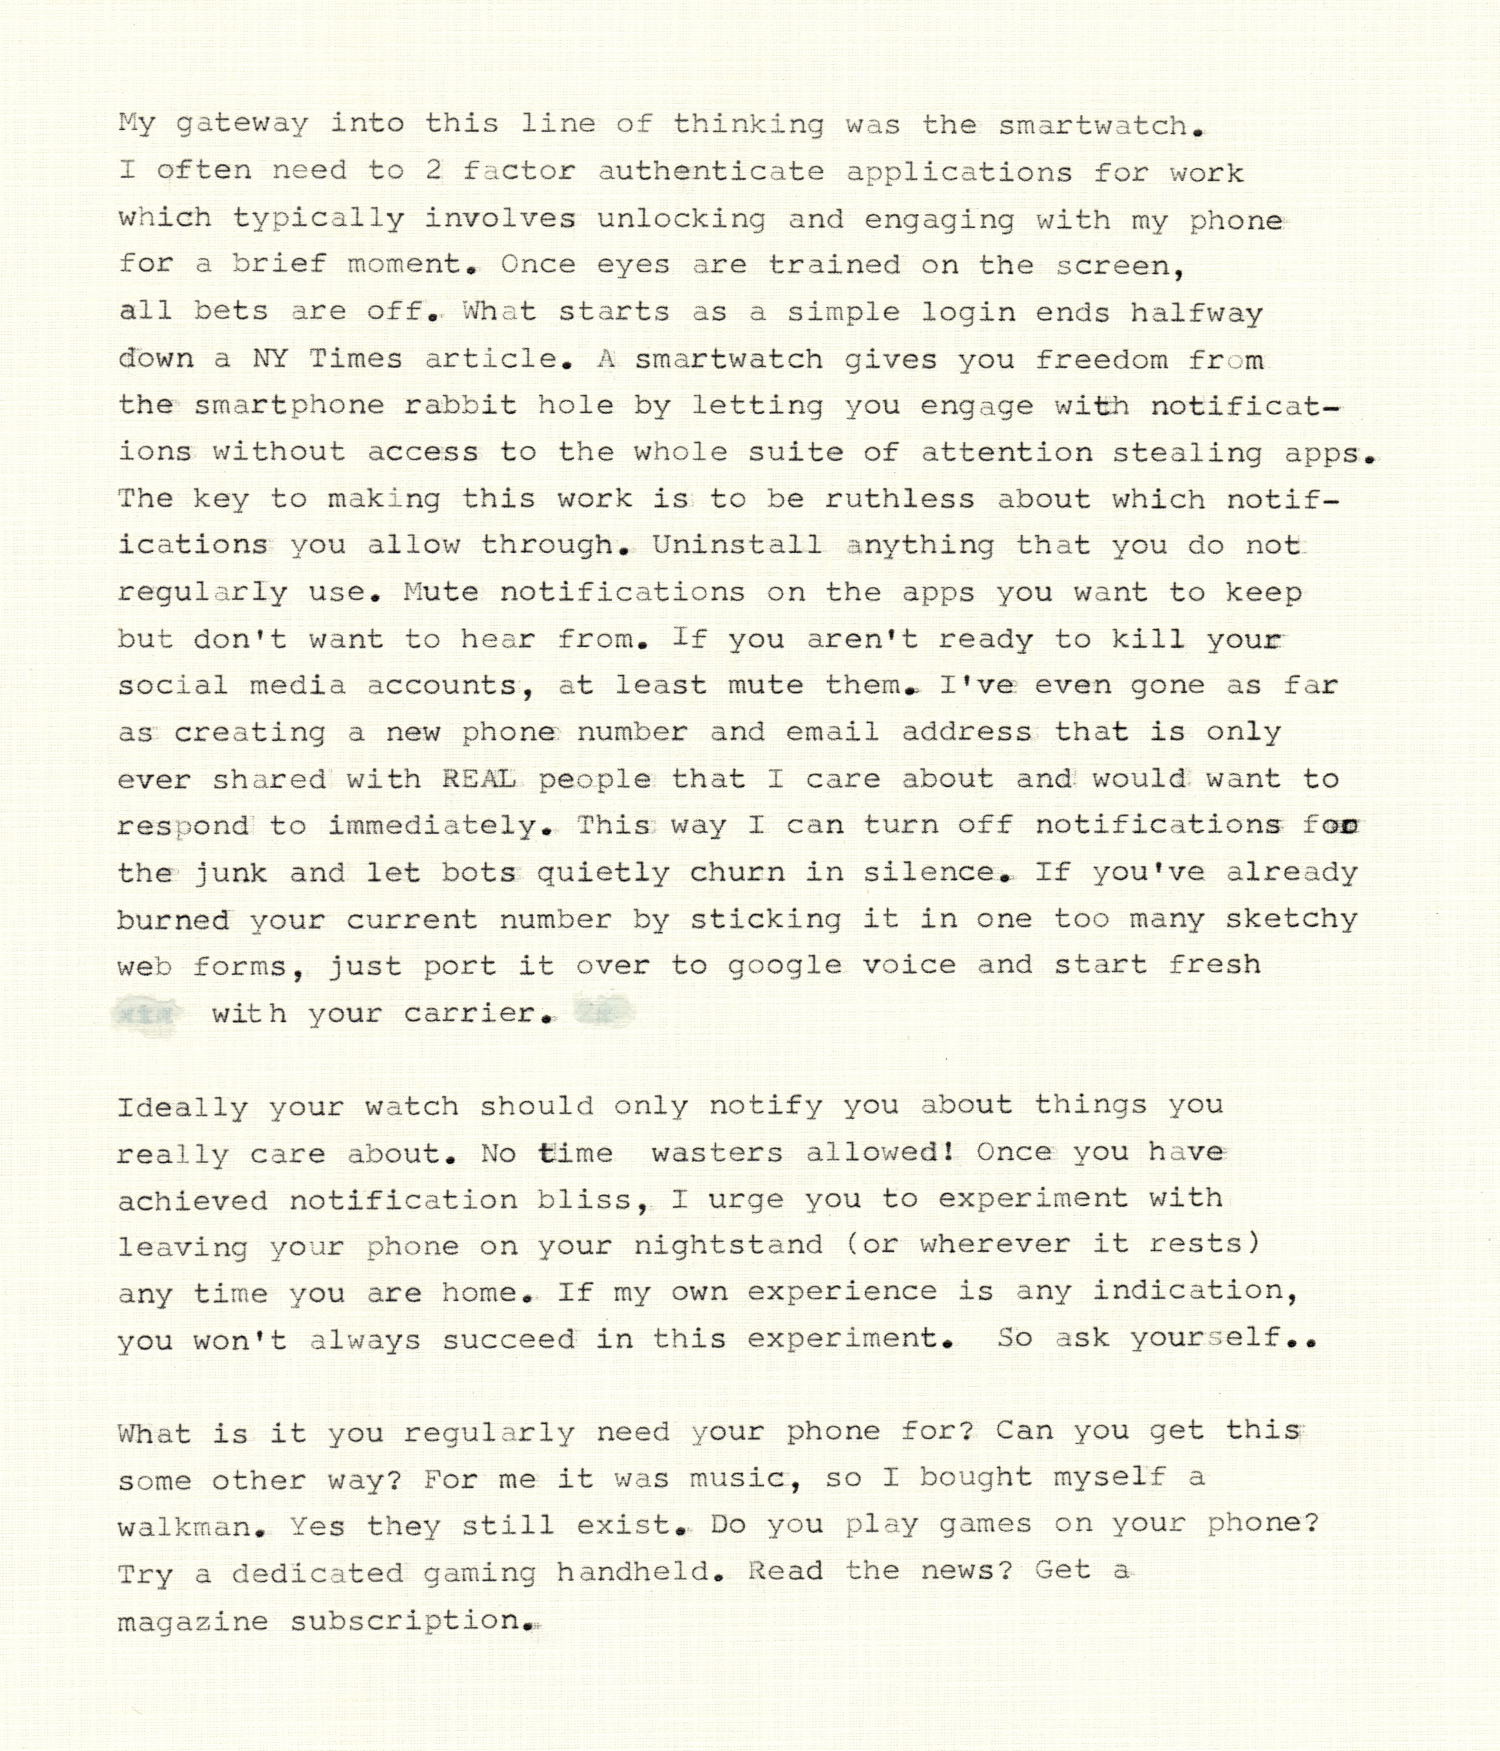 My gateway into this line of thinking was the smartwatch.
I often need to 2 factor authenticate applications for work
which typically involves unlocking and engaging with my phone
for a brief moment. Once eyes are trained on the screen,
all bets are off. What starts as a simple login ends halfway
down a NY Times article. A smartwatch gives you freedom from
the smartphone rabbit hole by letting you engage with notificat-
ions without access to the whole suite of attention stealing apps.
The key to making this work is to be ruthless about which notif-
ications you allow through. Uninstall anything that you do not
regularly use. Mute notifications on the apps you want to keep
but don't want to hear from. If you aren't ready to kill your
social media accounts, at least mute them. I've even gone as far
as creating a new phone number and email address that is only
ever shared with REAL people that I care about and would want to
respond to immediately. This way I can turn off notifications for
the junk and let bots quietly churn in silence. If you've already
burned your current number by sticking it in one too many sketchy
web forms, just port it over to google voice and start fresh
with your carrier.

Ideally your watch should only notify you about things you
really care about. No time  wasters allowed! Once you have
achieved notification bliss, I urge you to experiment with
leaving your phone on your nightstand (or wherever it rests)
any time you are home. If my own experience is any indication,
you won't always succeed in this experiment.  So ask yourself..

What is it you regularly need your phone for? Can you get this
some other way? For me it was music, so I bought myself a
walkman. Yes they still exist. Do you play games on your phone?
Try a dedicated gaming handheld. Read the news? Get a
magazine subscription.